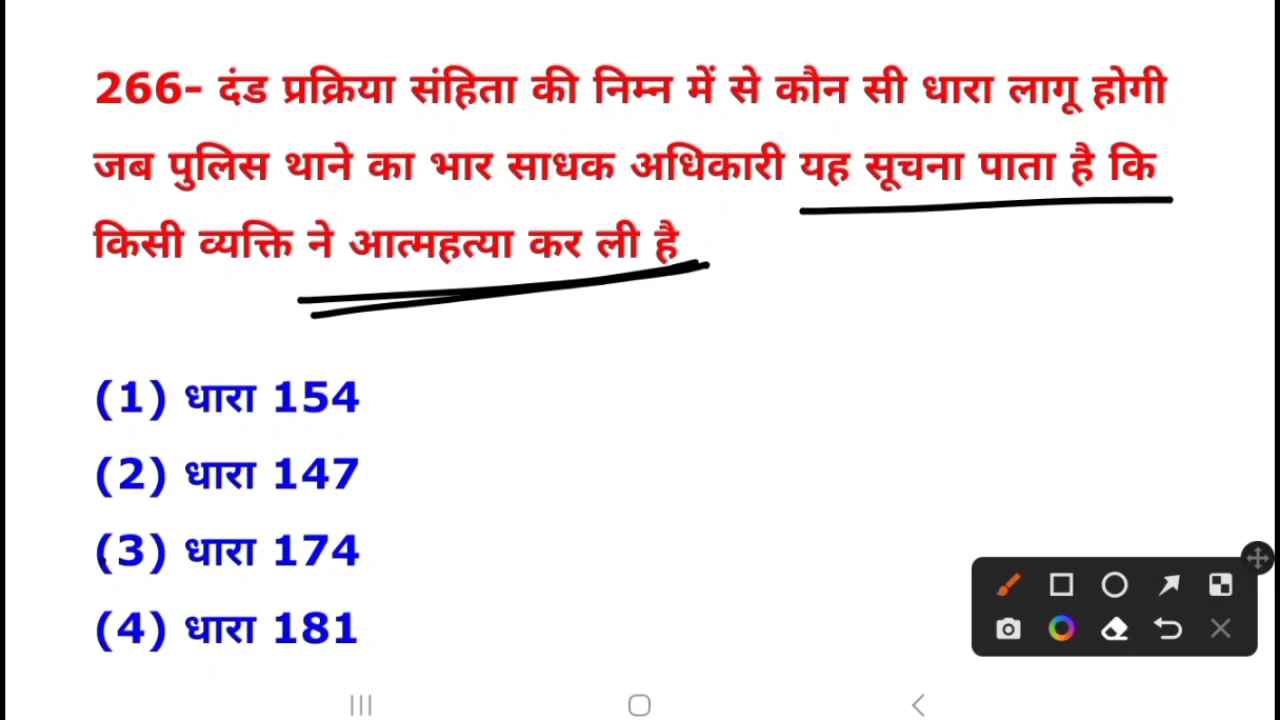 266- दंड प्रक्रिया संहिता की निम्न में से कौन सी धारा लागू होगी
जब पुलिस थाने का भार साधक अधिकारी यह सूचना पाता है कि
किसी व्यक्ति ने आत्महत्या कर ली है
(1) धारा 154
(2) धारा 147
(3) धारा 174
(4) धारा 181